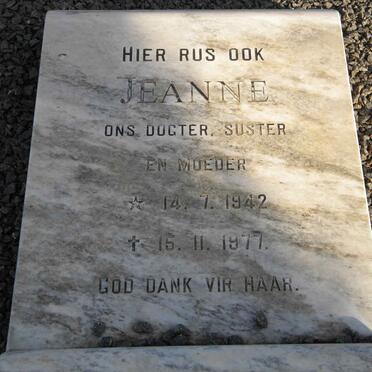 HIER RUS OOK
JEANNE
ONS DOGTER, SUSTER
EN MOEDER
☆ 14. 7. 1942
✝ 15. 11. 1977.
GOD DANK VIR HAAR.